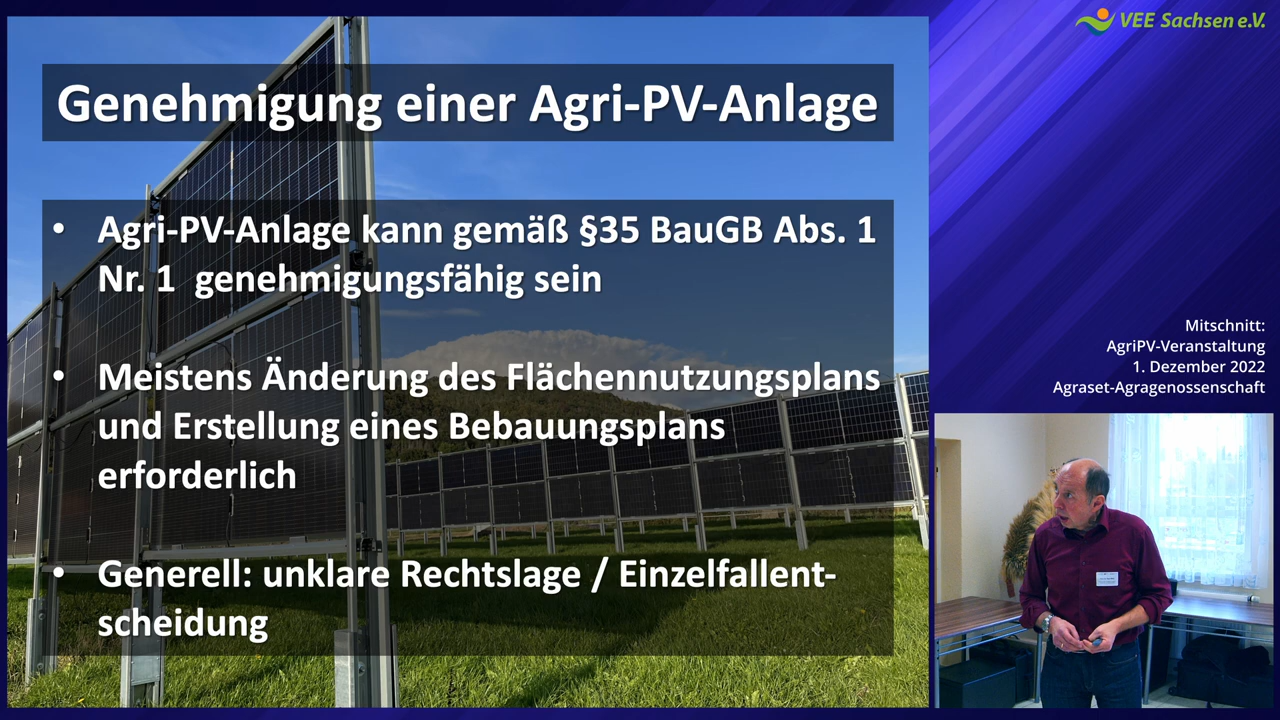 VEE Sachsen e.V.
Genehmigung einer Agri-PV-Anlage
• Agri-PV-Anlage kann gemäß §35 BauGB Abs. 1
Nr. 1 genehmigungsfähig sein
• Meistens Änderung des Flächennutzungsplans
und Erstellung eines Bebauungsplans
erforderlich
• Generell: unklare Rechtslage / Einzelfallent-
scheidung
Mitschnitt:
AgriPV-Veranstaltung
1. Dezember 2022
Agraset-Agragenossenschaft